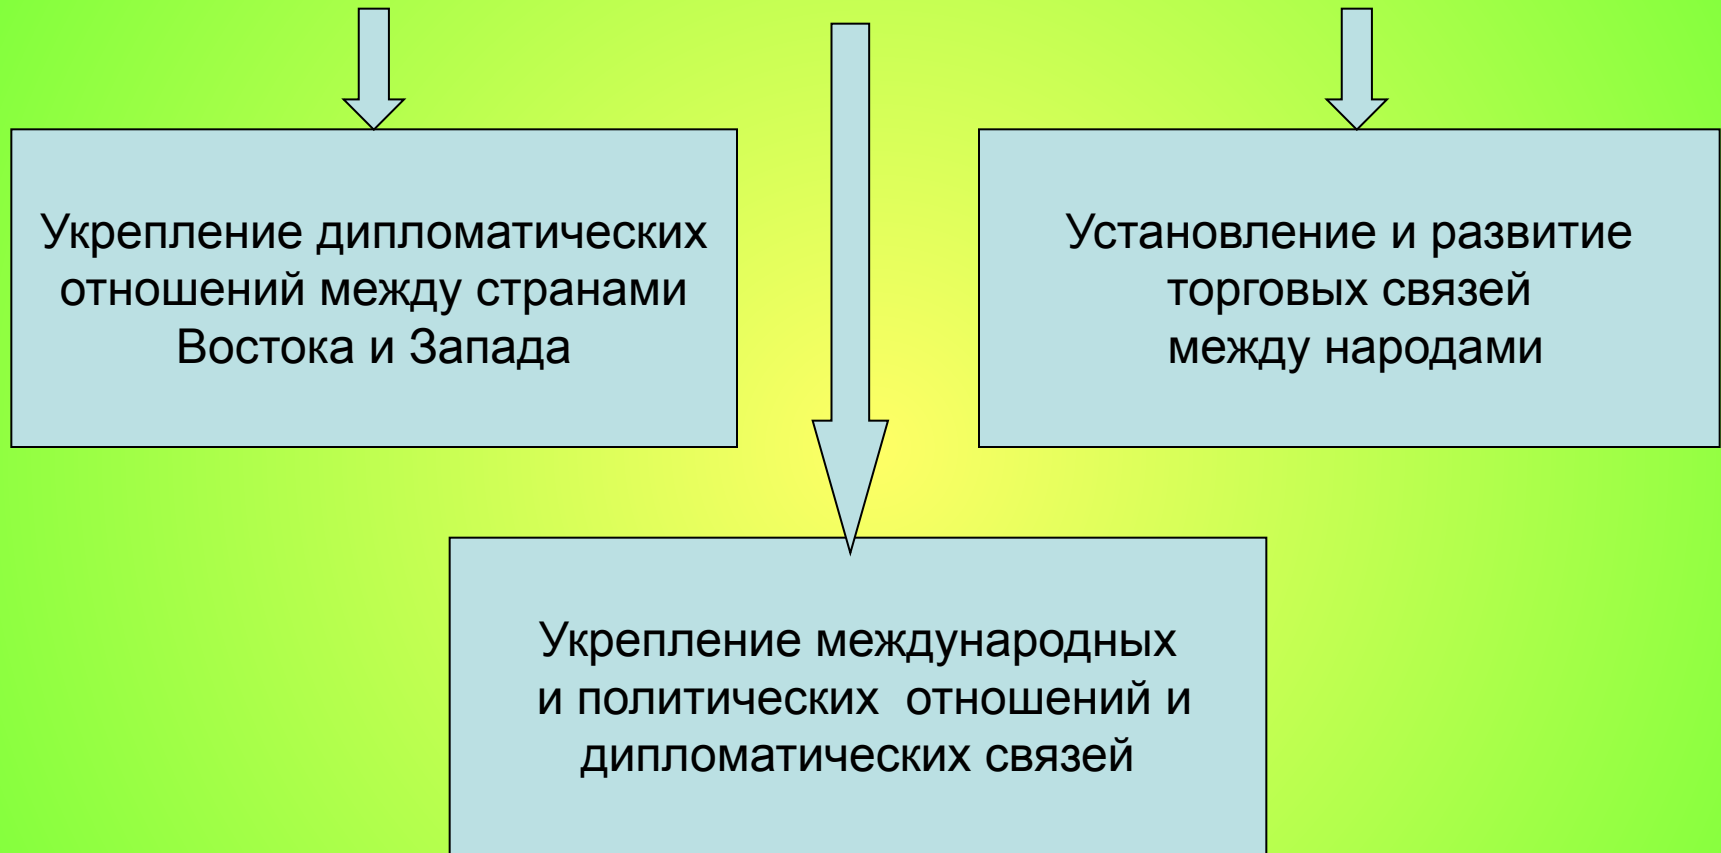 Укрепление дипломатических
отношений между странами
Востока и Запада
Установление и развитие
торговых связей
между народами
Укрепление международных
и политических  отношений и
дипломатических связей